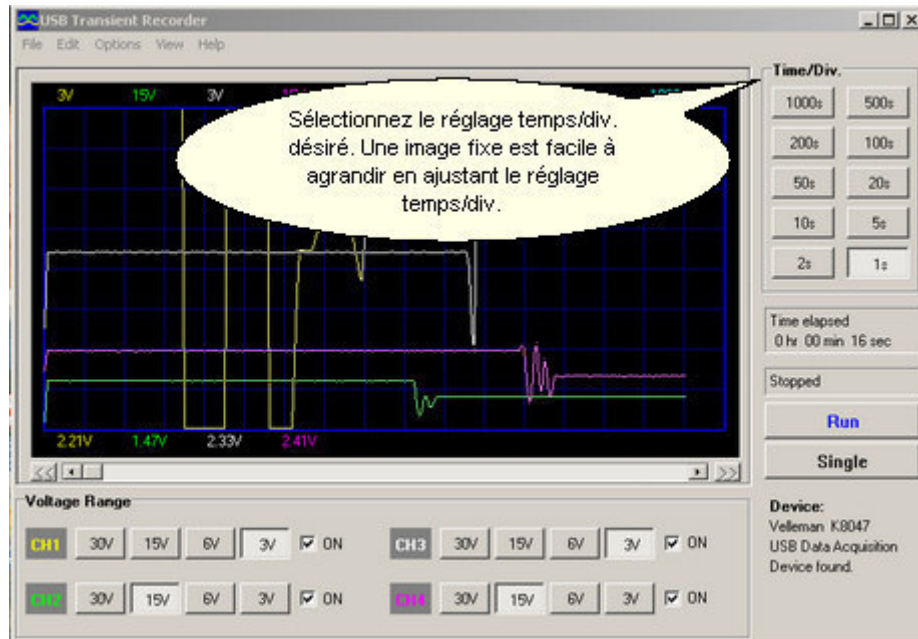 USB Transient Recorder
File Edit Options View Help
3V 15V 3V
Sélectionnez le réglage temps/div.
désiré. Une image fixe est facile à
agrandir en ajustant le réglage
temps/div.
2.21V 1.47V 2.33V 2.41V
Time/Div.
1000s 500s
200s 100s
50s 20s
10s 5s
2s 1s
Time elapsed
0 hr 00 min 16 sec
Stopped
Run
Single
Device:
Velleman K8047
USB Data Acquisition
Device found.
Voltage Range
CH1 30V 15V 6V 3V ON
CH3 30V 15V 6V 3V ON
CH2 30V 15V 6V 3V ON
CH4 30V 15V 6V 3V ON